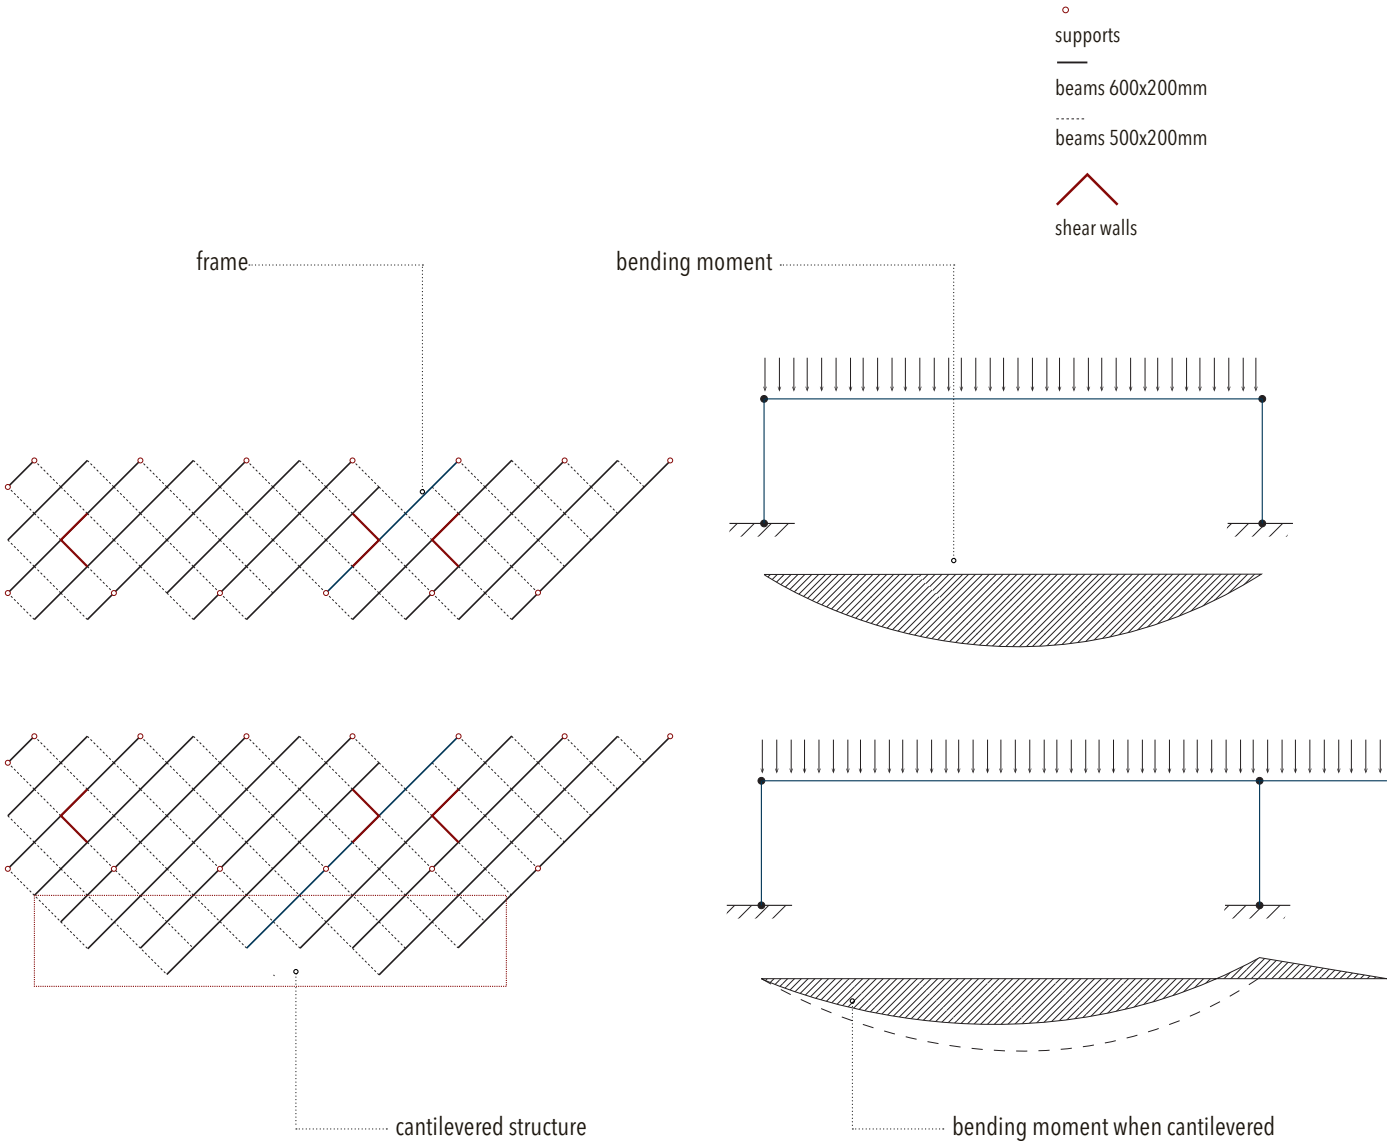 supports
beams 600x200mm
beams 500x200mm
shear walls
frame
bending moment
cantilevered structure
bending moment when cantilevered